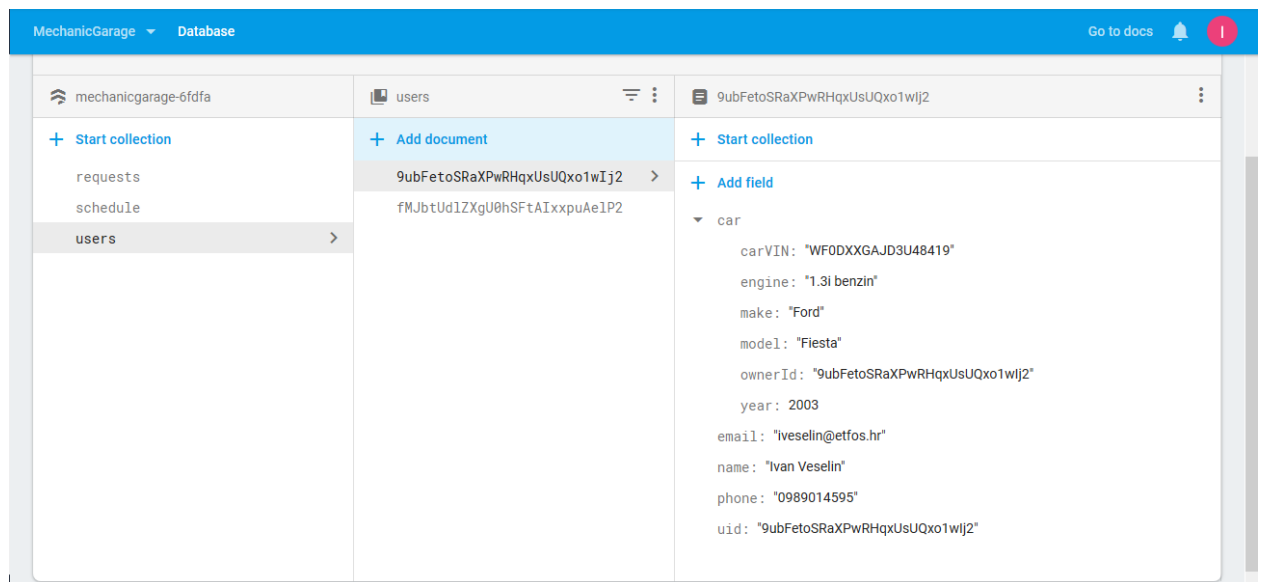 MechanicGarage Database Go to docs I
mechanicgarage-6fdfa
Start collection
requests
schedule
users
users
Add document
9ubFetoSRaXPwRHqxUsUQxo1wIj2
fMJbtUdlZXgU0hSFtAIxxpuAelP2
9ubFetoSRaXPwRHqxUsUQxo1wIj2
Start collection
Add field
car
carVIN: "WF0DXXGAJD3U48419"
engine: "1.3i benzin"
make: "Ford"
model: "Fiesta"
ownerId: "9ubFetoSRaXPwRHqxUsUQxo1wIj2"
year: 2003
email: "iveselin@etfos.hr"
name: "Ivan Veselin"
phone: "0989014595"
uid: "9ubFetoSRaXPwRHqxUsUQxo1wIj2"